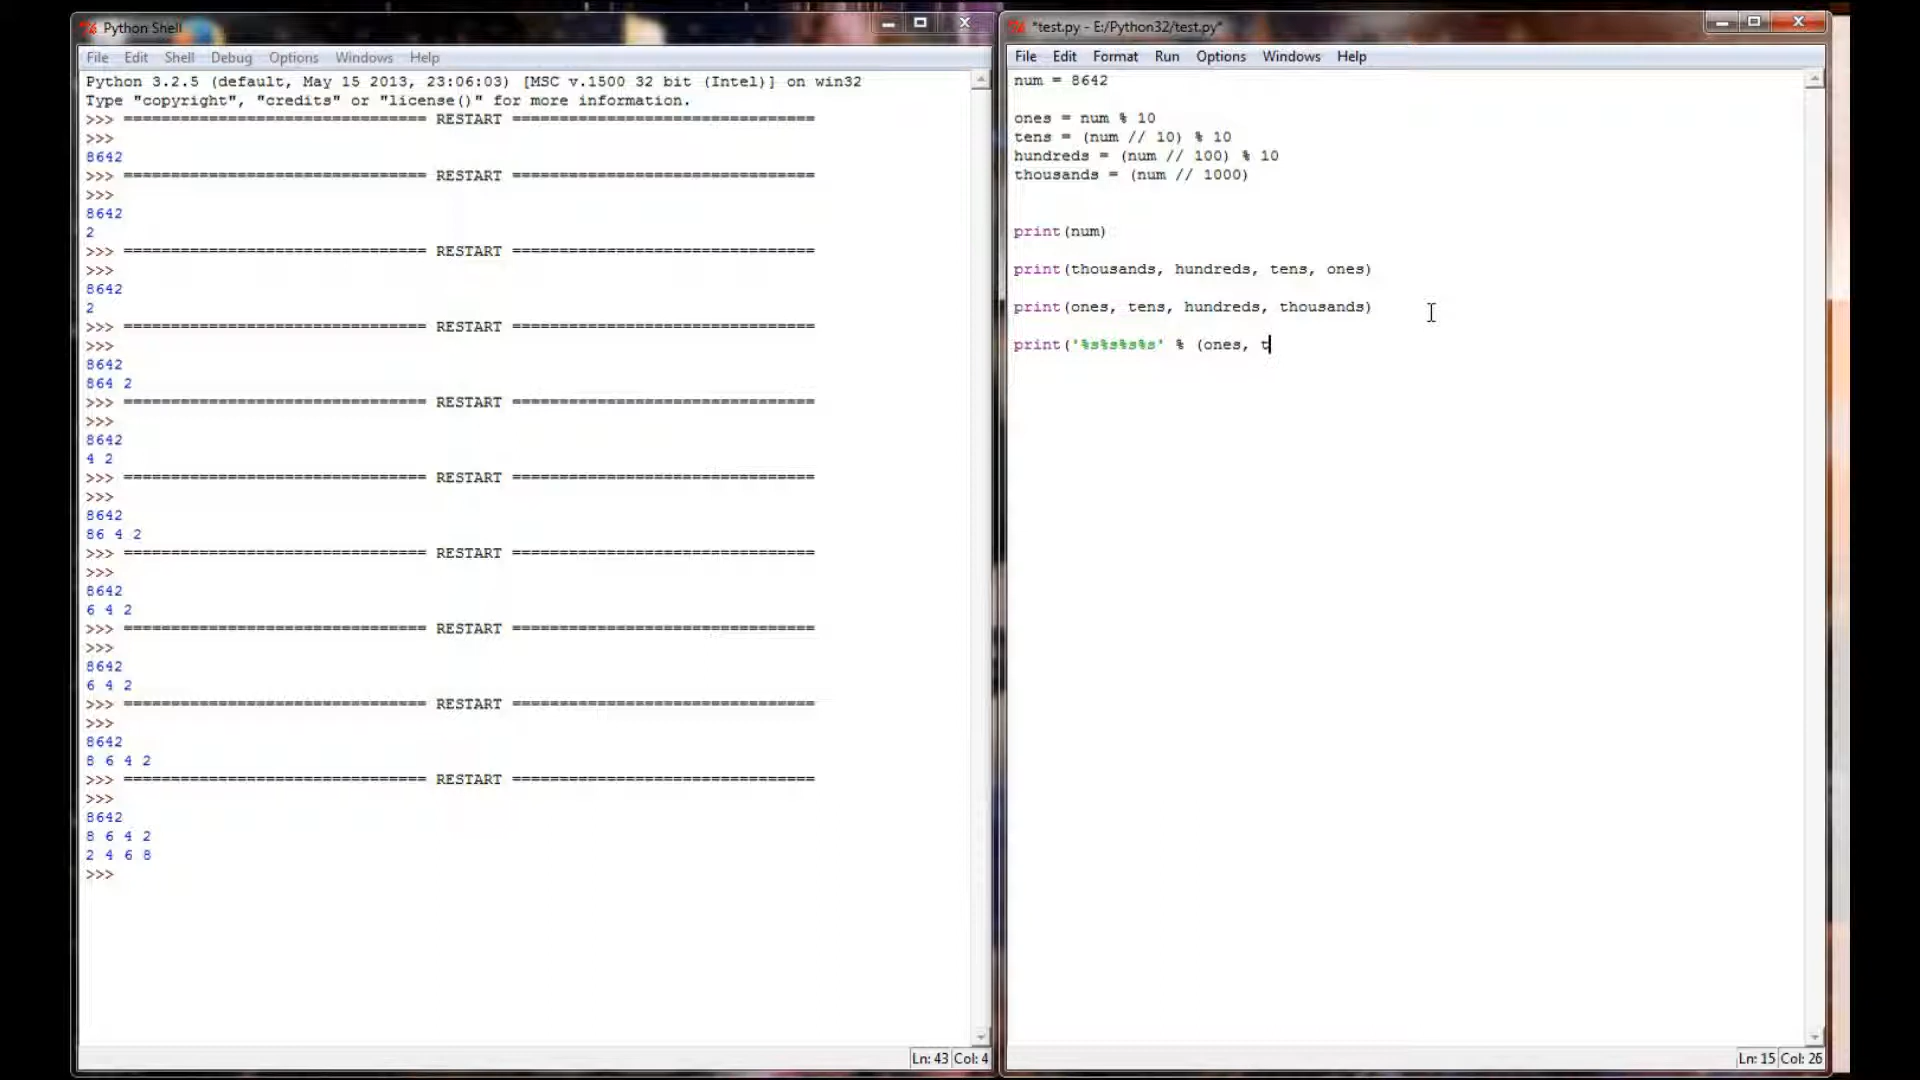 Python Shell
File Edit Shell Debug Options Windows Help
Python 3.2.5 (default, May 15 2013, 23:06:03) [MSC v.1500 32 bit (Intel)] on win32
Type "copyright", "credits" or "license()" for more information.
>>> ================================ RESTART ================================
>>>
8642
>>> ================================ RESTART ================================
>>>
8642
2
>>> ================================ RESTART ================================
>>>
8642
2
>>> ================================ RESTART ================================
>>>
8642
864 2
>>> ================================ RESTART ================================
>>>
8642
4 2
>>> ================================ RESTART ================================
>>>
8642
86 4 2
>>> ================================ RESTART ================================
>>>
8642
6 4 2
>>> ================================ RESTART ================================
>>>
8642
6 4 2
>>> ================================ RESTART ================================
>>>
8642
8 6 4 2
>>> ================================ RESTART ================================
>>>
8642
8 6 4 2
2 4 6 8
>>>
Ln: 43 Col: 4
*test.py - E:/Python32/test.py*
File Edit Format Run Options Windows Help
num = 8642
ones = num % 10
tens = (num // 10) % 10
hundreds = (num // 100) % 10
thousands = (num // 1000)
print(num)
print(thousands, hundreds, tens, ones)
print(ones, tens, hundreds, thousands)
print('%s%s%s%s' % (ones, t
Ln: 15 Col: 26